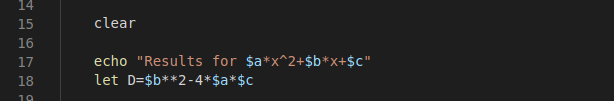 14
15 clear
16
17 echo "Results for $a*x^2+$b*x+$c"
18 let D=$b**2-4*$a*$c
19